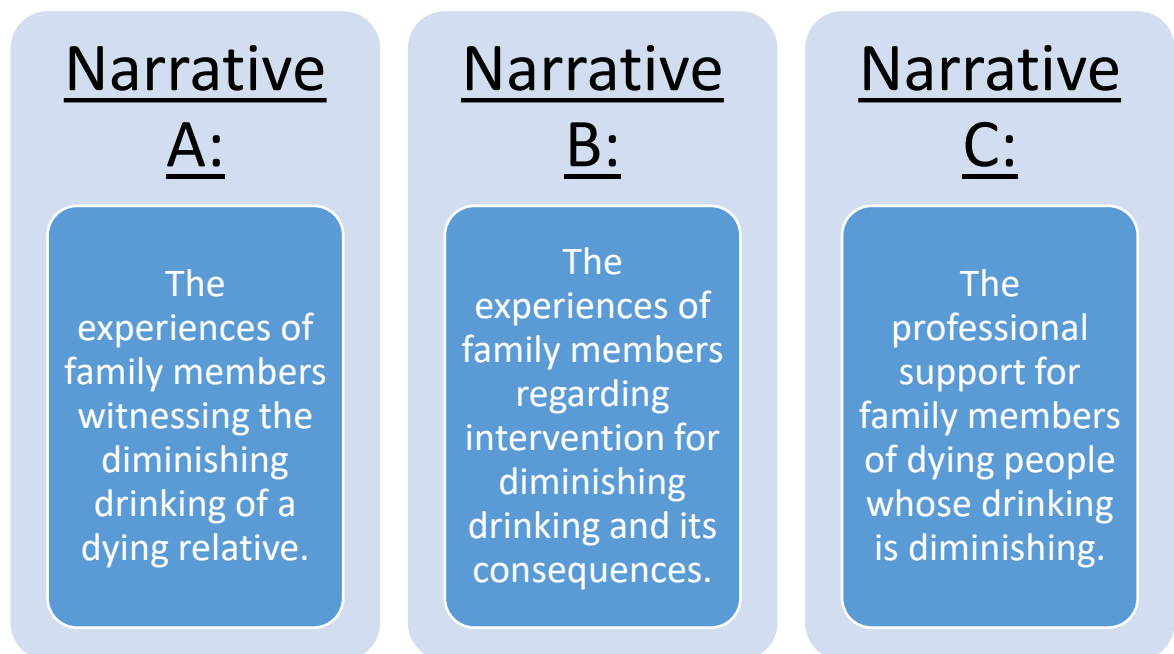 Narrative
A:
The
experiences of
family members
witnessing the
diminishing
drinking of a
dying relative.
Narrative
B:
The
experiences of
family members
regarding
intervention for
diminishing
drinking and its
consequences.
Narrative
C:
The
professional
support for
family members
of dying people
whose drinking
is diminishing.